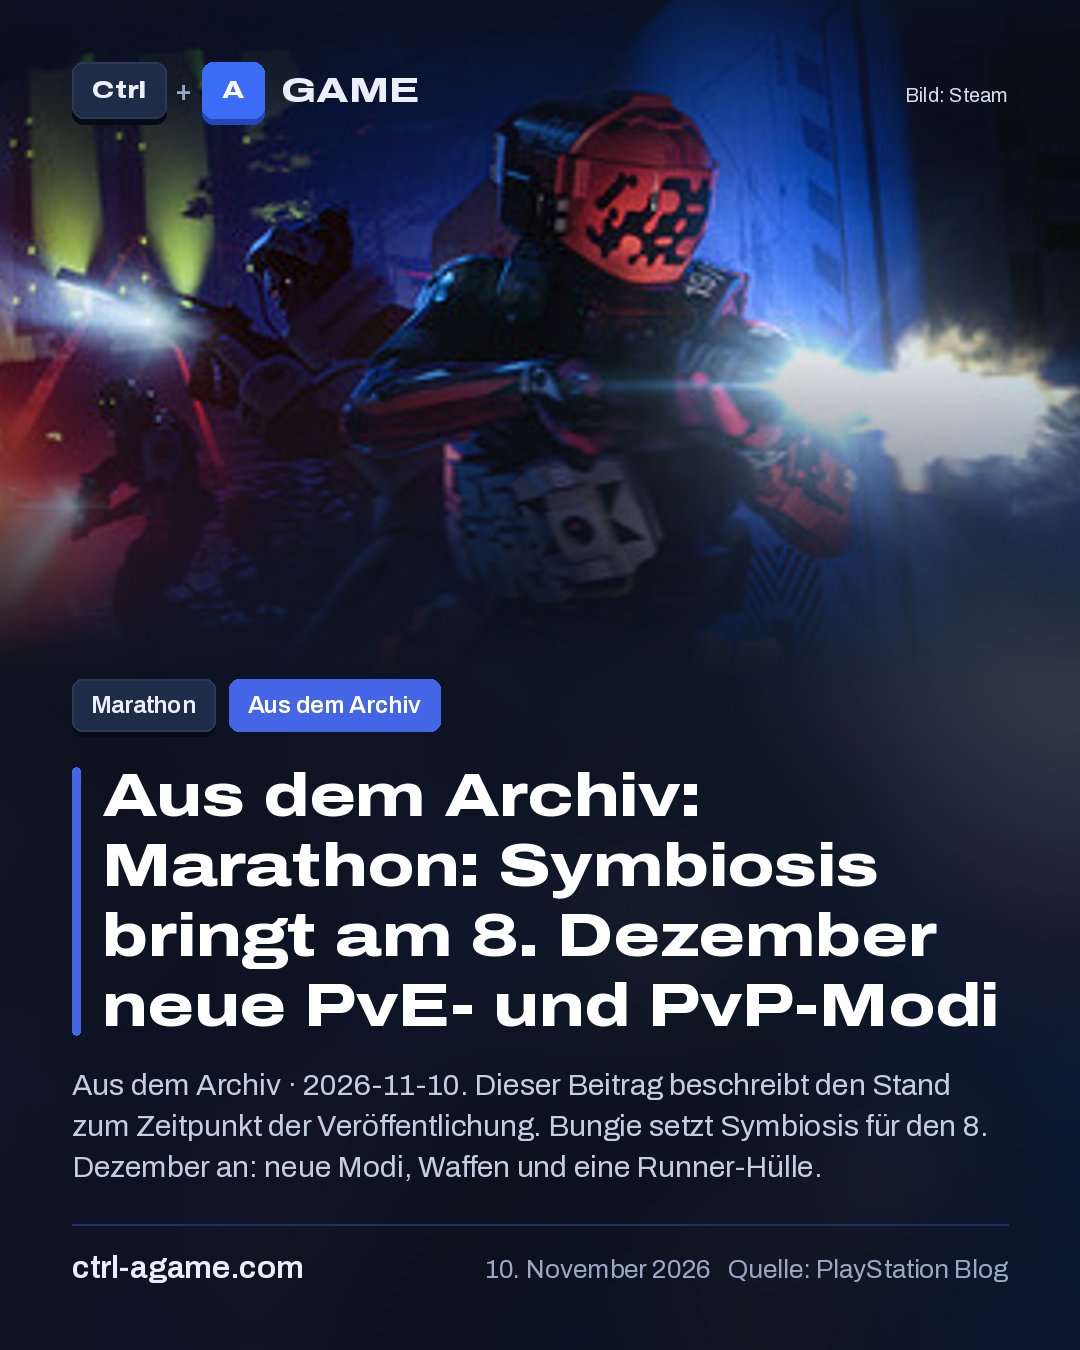 Ctrl + A GAME
Bild: Steam
Marathon
Aus dem Archiv
Aus dem Archiv:
Marathon: Symbiosis
bringt am 8. Dezember
neue PvE- und PvP-Modi
Aus dem Archiv · 2026-11-10. Dieser Beitrag beschreibt den Stand
zum Zeitpunkt der Veröffentlichung. Bungie setzt Symbiosis für den 8.
Dezember an: neue Modi, Waffen und eine Runner-Hülle.
ctrl-agame.com
10. November 2026 Quelle: PlayStation Blog